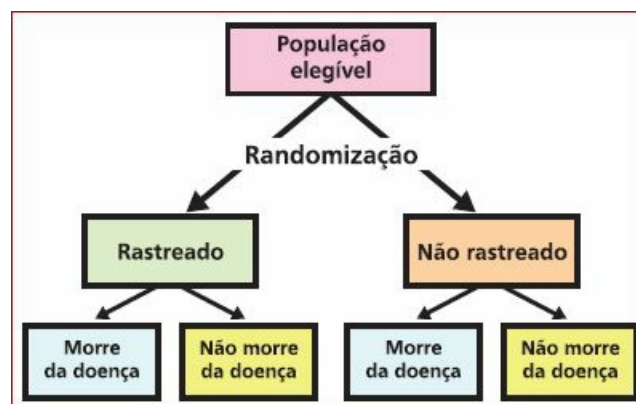 População
elegível
Randomização
Rastreado
Não rastreado
Morre
da doença
Não morre
da doença
Morre
da doença
Não morre
da doença